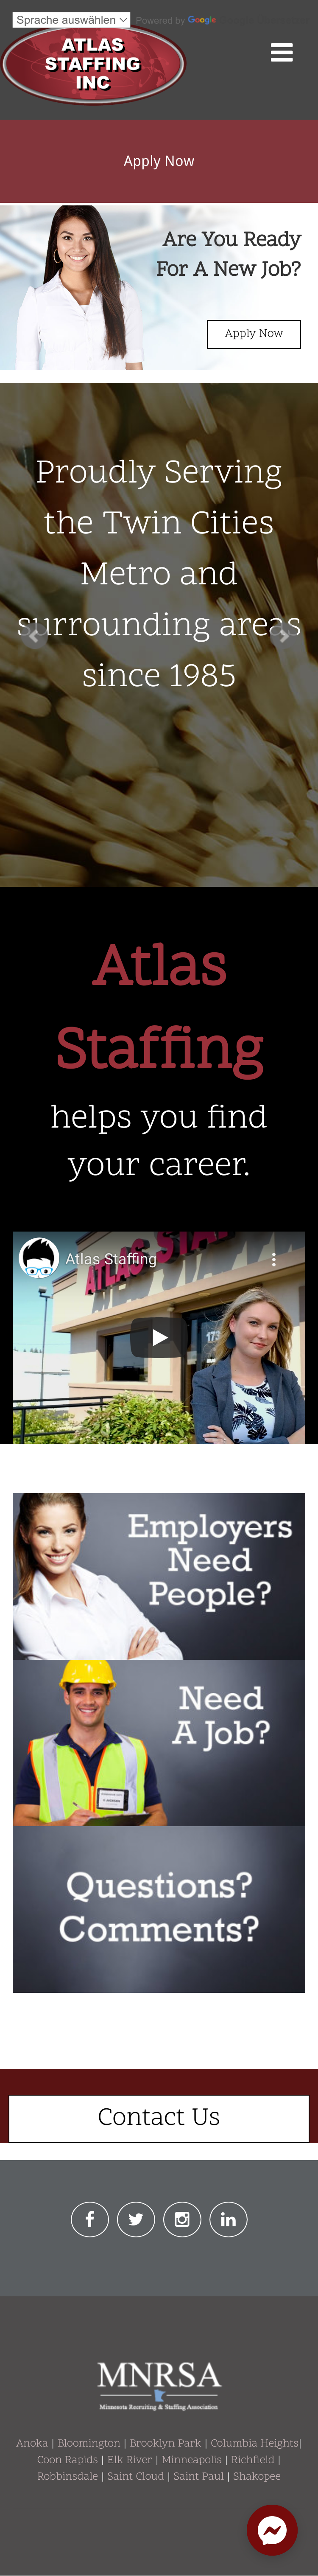 Sprache auswählen
Powered by Google
ATLAS
STAFFING
INC
Apply Now
Are You Ready
For A New Job?
Apply Now
Proudly Serving
the Twin Cities
Metro and
surrounding areas
since 1985
Atlas
Staffing
helps you find
your career.
Atlas Staffing
ATLAS STA
173
Employers
Need
People?
Need
A Job?
Questions?
Comments?
Contact Us
MNRSA
Minnesota Recruiting & Staffing Association
Anoka | Bloomington | Brooklyn Park | Columbia Heights|
Coon Rapids | Elk River | Minneapolis | Richfield |
Robbinsdale | Saint Cloud | Saint Paul | Shakopee